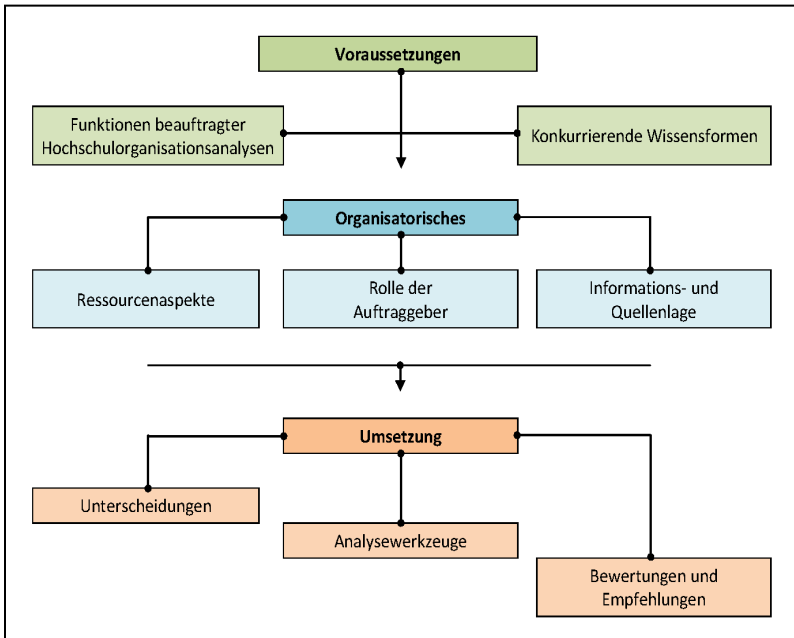 Voraussetzungen
Funktionen beauftragter
Hochschulorganisationsanalysen
Konkurrierende Wissensformen
Organisatorisches
Ressourcenaspekte
Rolle der
Auftraggeber
Informations- und
Quellenlage
Umsetzung
Unterscheidungen
Analysewerkzeuge
Bewertungen und
Empfehlungen